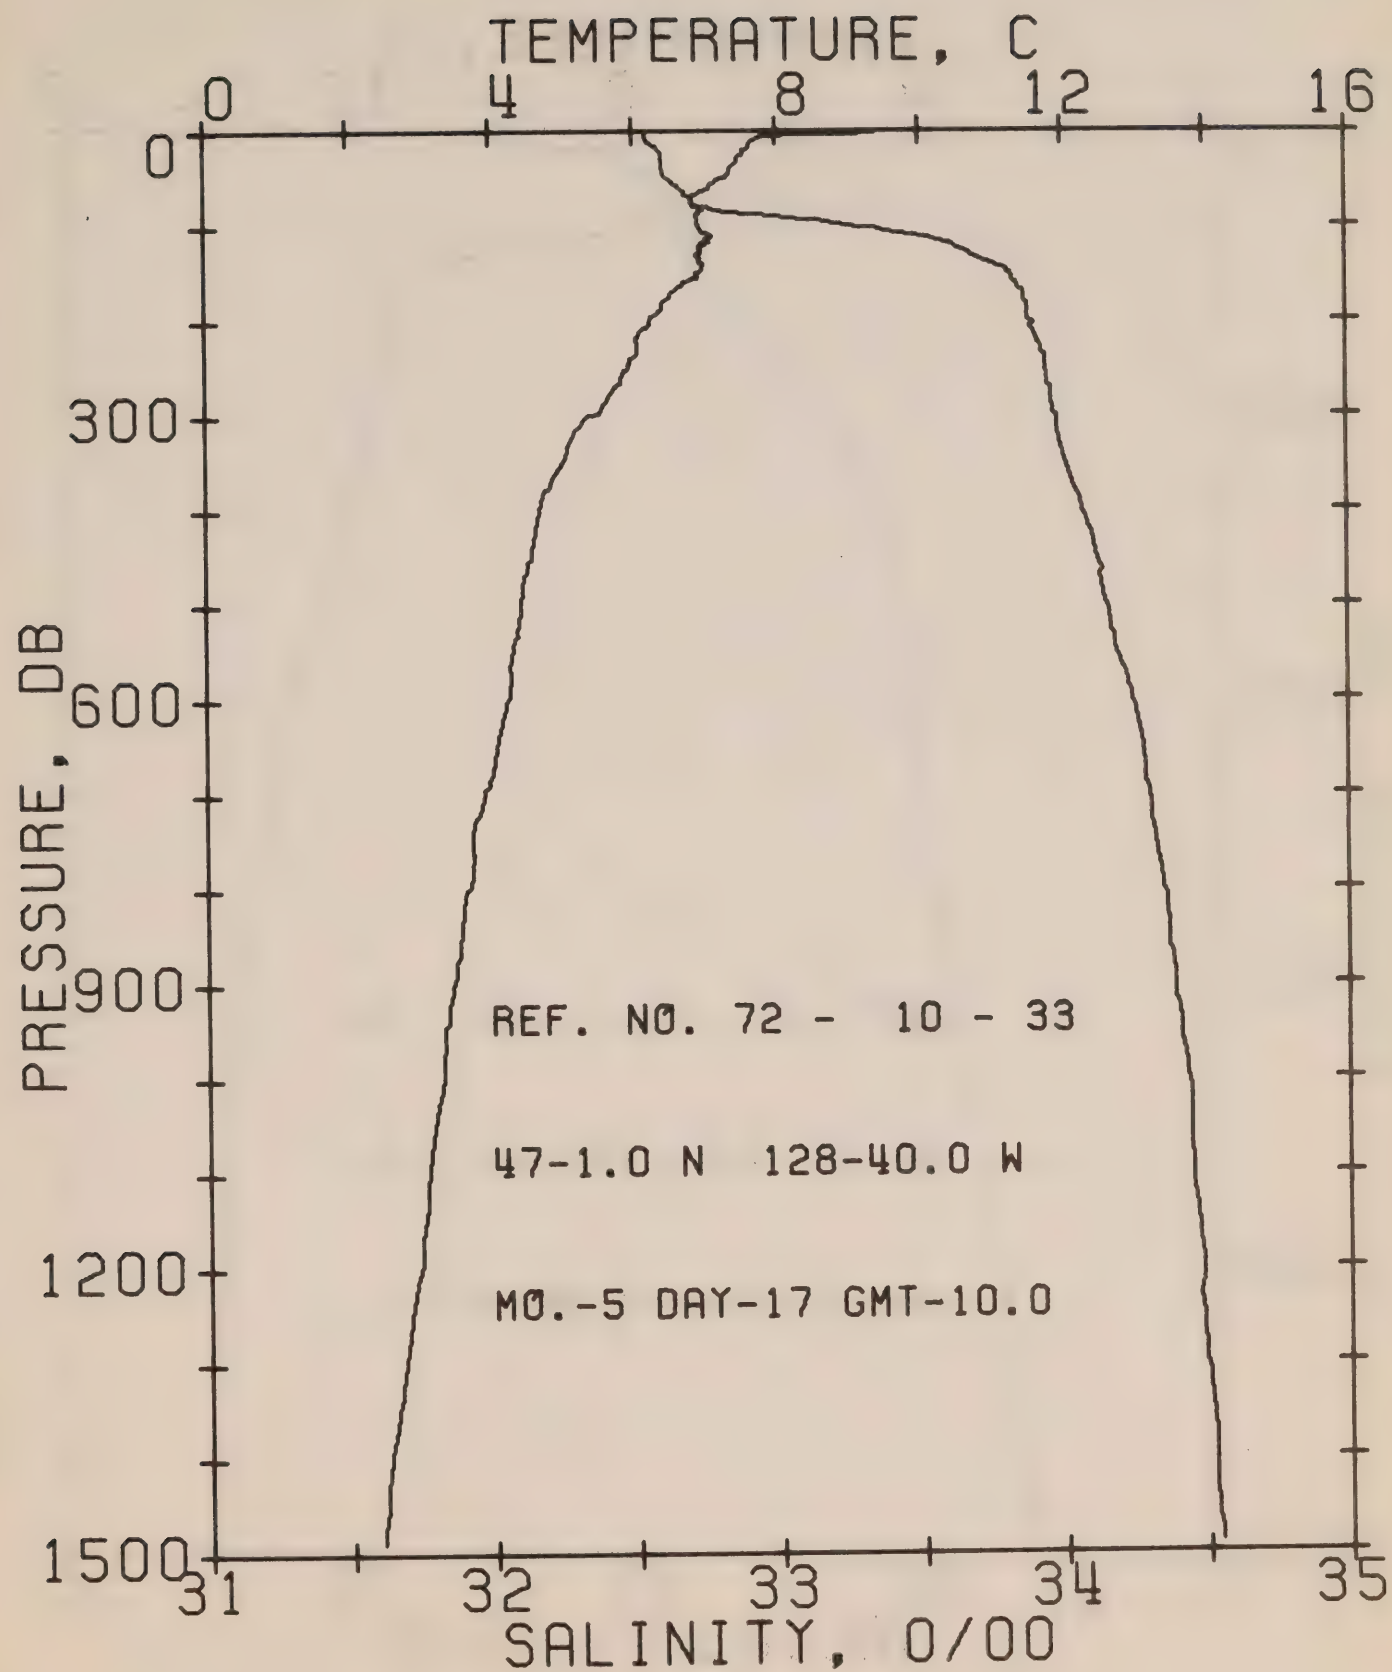 TEMPERATURE, C
0 4 8 12 16
0
300
600
900
1200
1500
PRESSURE, DB
REF. NØ. 72 - 10 - 33
47-1.0 N 128-40.0 W
MØ.-5 DAY-17 GMT-10.0
31 32 33 34 35
SALINITY, 0/00